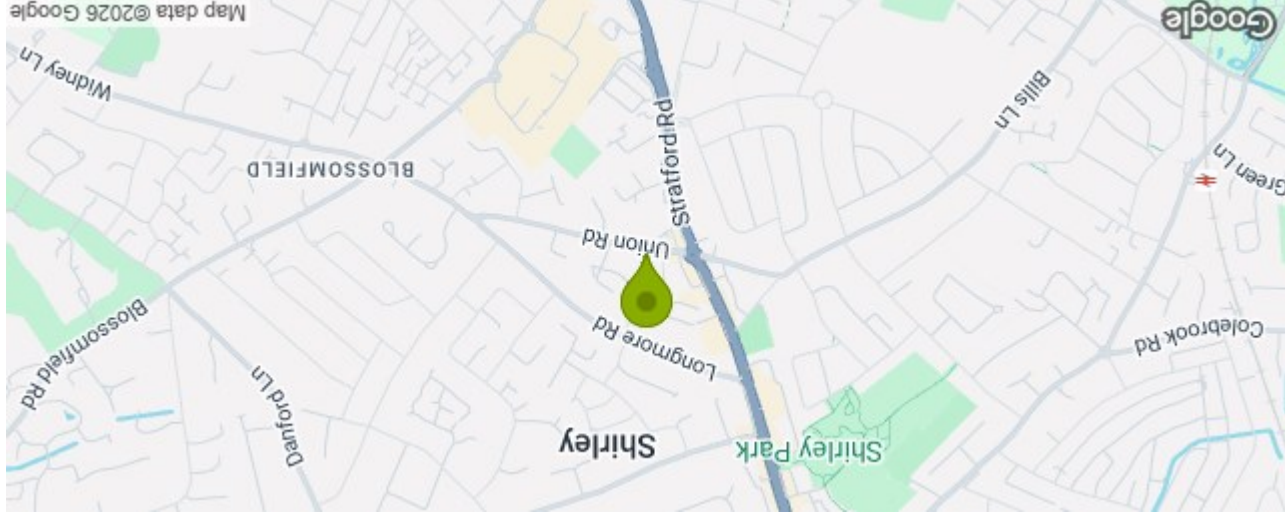 Shirley
Shirley Park
Longmore Rd
Union Rd
Stratford Rd
Blossomfield Rd
Danford Ln
Colebrook Rd
BLOSSOMFIELD
Widney Ln
Bills Ln
Green Ln
Google
Map data ©2026 Google